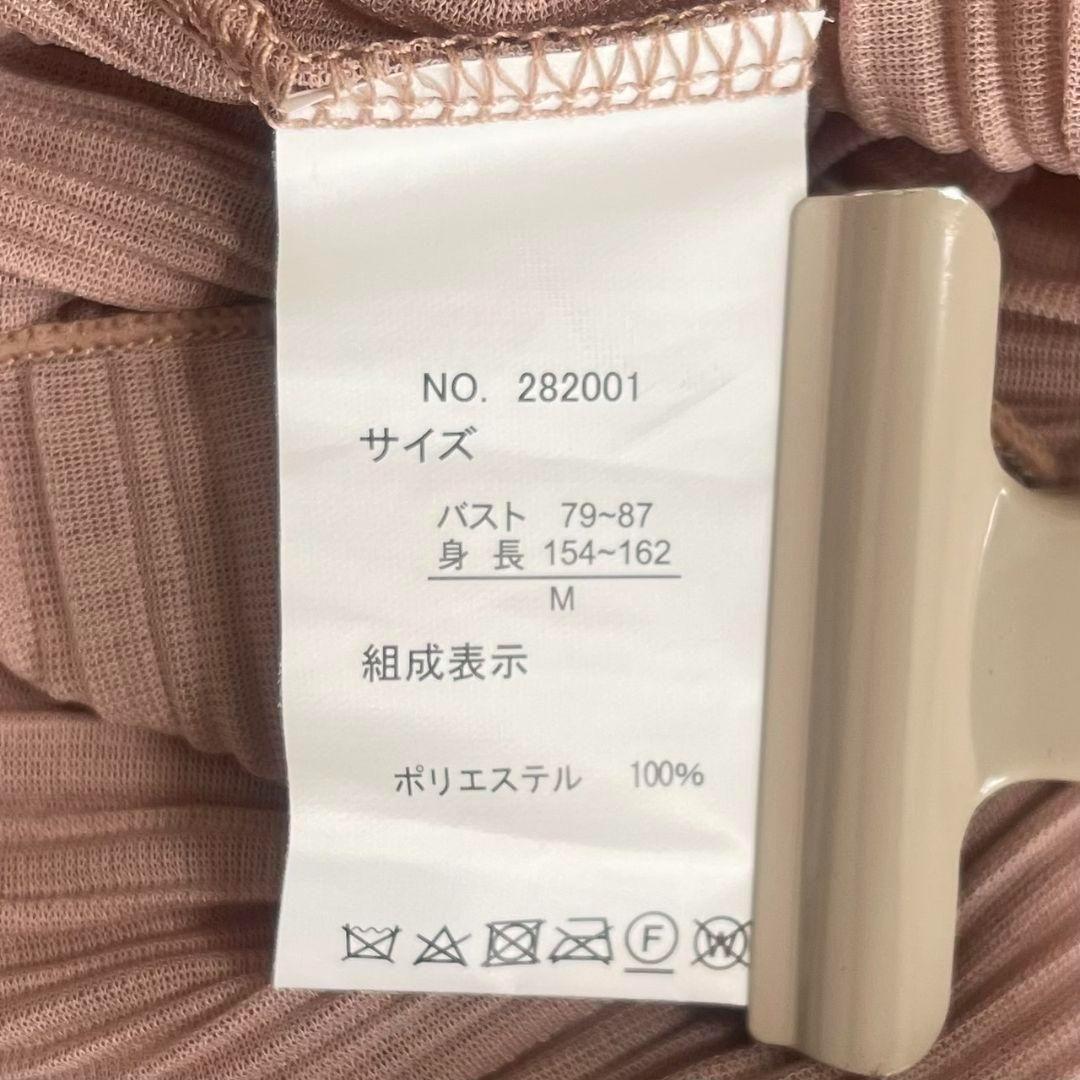 NO. 282001
サイズ
バスト 79~87
身 長 154~162
M
組成表示
ポリエステル 100%
F W